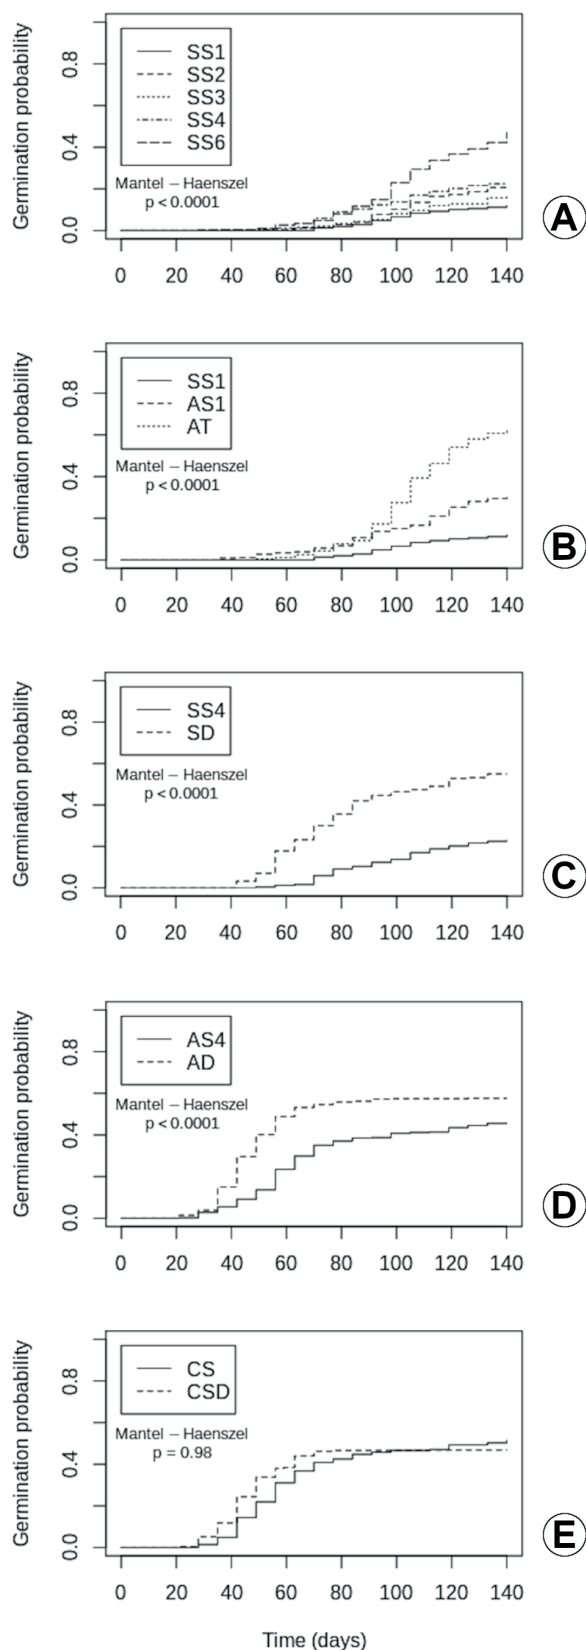 Germination probability
0.0 0.4 0.8
SS1
SS2
SS3
SS4
SS6
Mantel – Haenszel
p < 0.0001
0 20 40 60 80 100 120 140
A
Germination probability
0.0 0.4 0.8
SS1
AS1
AT
Mantel – Haenszel
p < 0.0001
0 20 40 60 80 100 120 140
B
Germination probability
0.0 0.4 0.8
SS4
SD
Mantel – Haenszel
p < 0.0001
0 20 40 60 80 100 120 140
C
Germination probability
0.0 0.4 0.8
AS4
AD
Mantel – Haenszel
p < 0.0001
0 20 40 60 80 100 120 140
D
Germination probability
0.0 0.4 0.8
CS
CSD
Mantel – Haenszel
p = 0.98
0 20 40 60 80 100 120 140
E
Time (days)